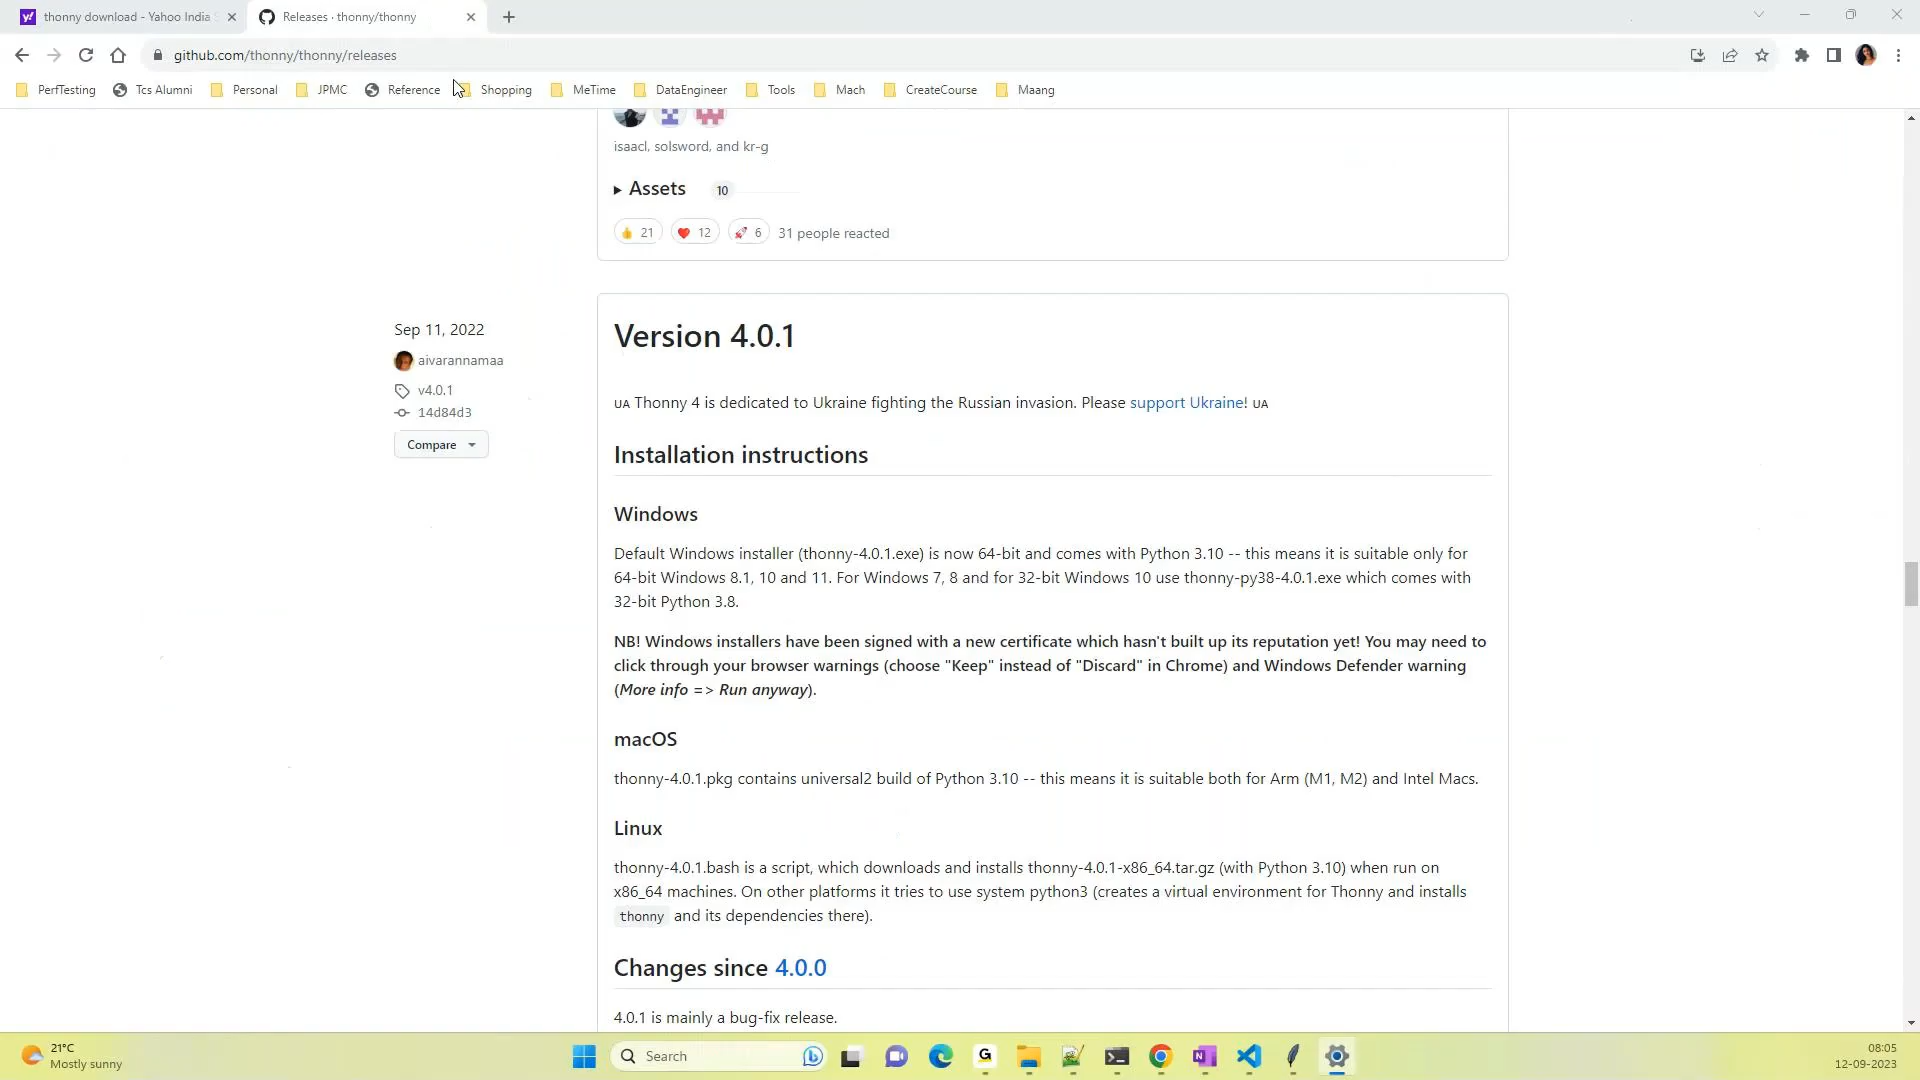 thonny download - Yahoo India S
Releases · thonny/thonny
github.com/thonny/thonny/releases
PerfTesting
Tcs Alumni
Personal
JPMC
Reference
Shopping
MeTime
DataEngineer
Tools
Mach
CreateCourse
Maang
isaacl, solsword, and kr-g
Assets 10
21
12
6
31 people reacted
Sep 11, 2022
aivarannamaa
v4.0.1
14d84d3
Compare
Version 4.0.1
UA Thonny 4 is dedicated to Ukraine fighting the Russian invasion. Please support Ukraine! UA
Installation instructions
Windows
Default Windows installer (thonny-4.0.1.exe) is now 64-bit and comes with Python 3.10 -- this means it is suitable only for
64-bit Windows 8.1, 10 and 11. For Windows 7, 8 and for 32-bit Windows 10 use thonny-py38-4.0.1.exe which comes with
32-bit Python 3.8.
NB! Windows installers have been signed with a new certificate which hasn't built up its reputation yet! You may need to
click through your browser warnings (choose "Keep" instead of "Discard" in Chrome) and Windows Defender warning
(More info => Run anyway).
macOS
thonny-4.0.1.pkg contains universal2 build of Python 3.10 -- this means it is suitable both for Arm (M1, M2) and Intel Macs.
Linux
thonny-4.0.1.bash is a script, which downloads and installs thonny-4.0.1-x86_64.tar.gz (with Python 3.10) when run on
x86_64 machines. On other platforms it tries to use system python3 (creates a virtual environment for Thonny and installs
thonny and its dependencies there).
Changes since 4.0.0
4.0.1 is mainly a bug-fix release.
21°C
Mostly sunny
Search
08:05
12-09-2023